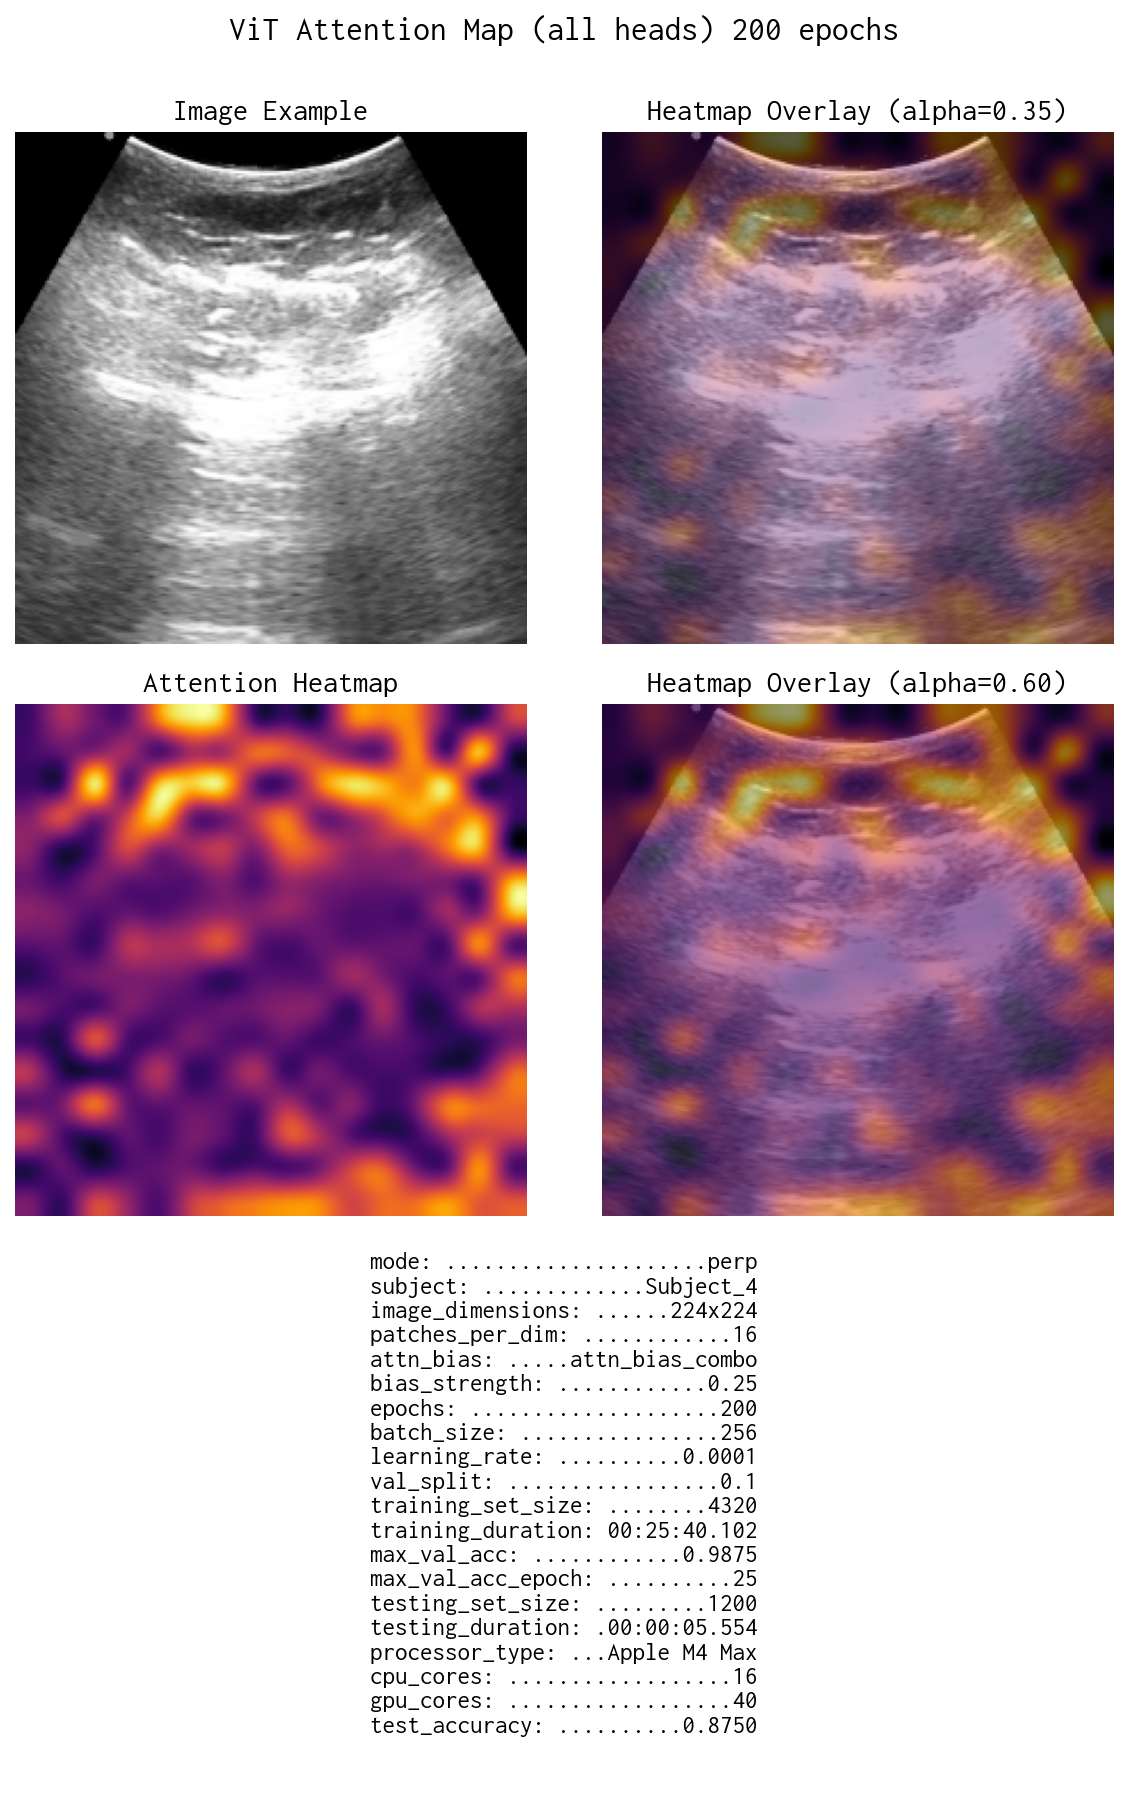 ViT Attention Map (all heads) 200 epochs
Image Example
Heatmap Overlay (alpha=0.35)
Attention Heatmap
Heatmap Overlay (alpha=0.60)
mode: .....................perp
subject: .............Subject_4
image_dimensions: ......224x224
patches_per_dim: ............16
attn_bias: .....attn_bias_combo
bias_strength: ............0.25
epochs: ....................200
batch_size: ................256
learning_rate: ..........0.0001
val_split: .................0.1
training_set_size: ........4320
training_duration: 00:25:40.102
max_val_acc: ............0.9875
max_val_acc_epoch: ..........25
testing_set_size: .........1200
testing_duration: .00:00:05.554
processor_type: ...Apple M4 Max
cpu_cores: ..................16
gpu_cores: ..................40
test_accuracy: ..........0.8750